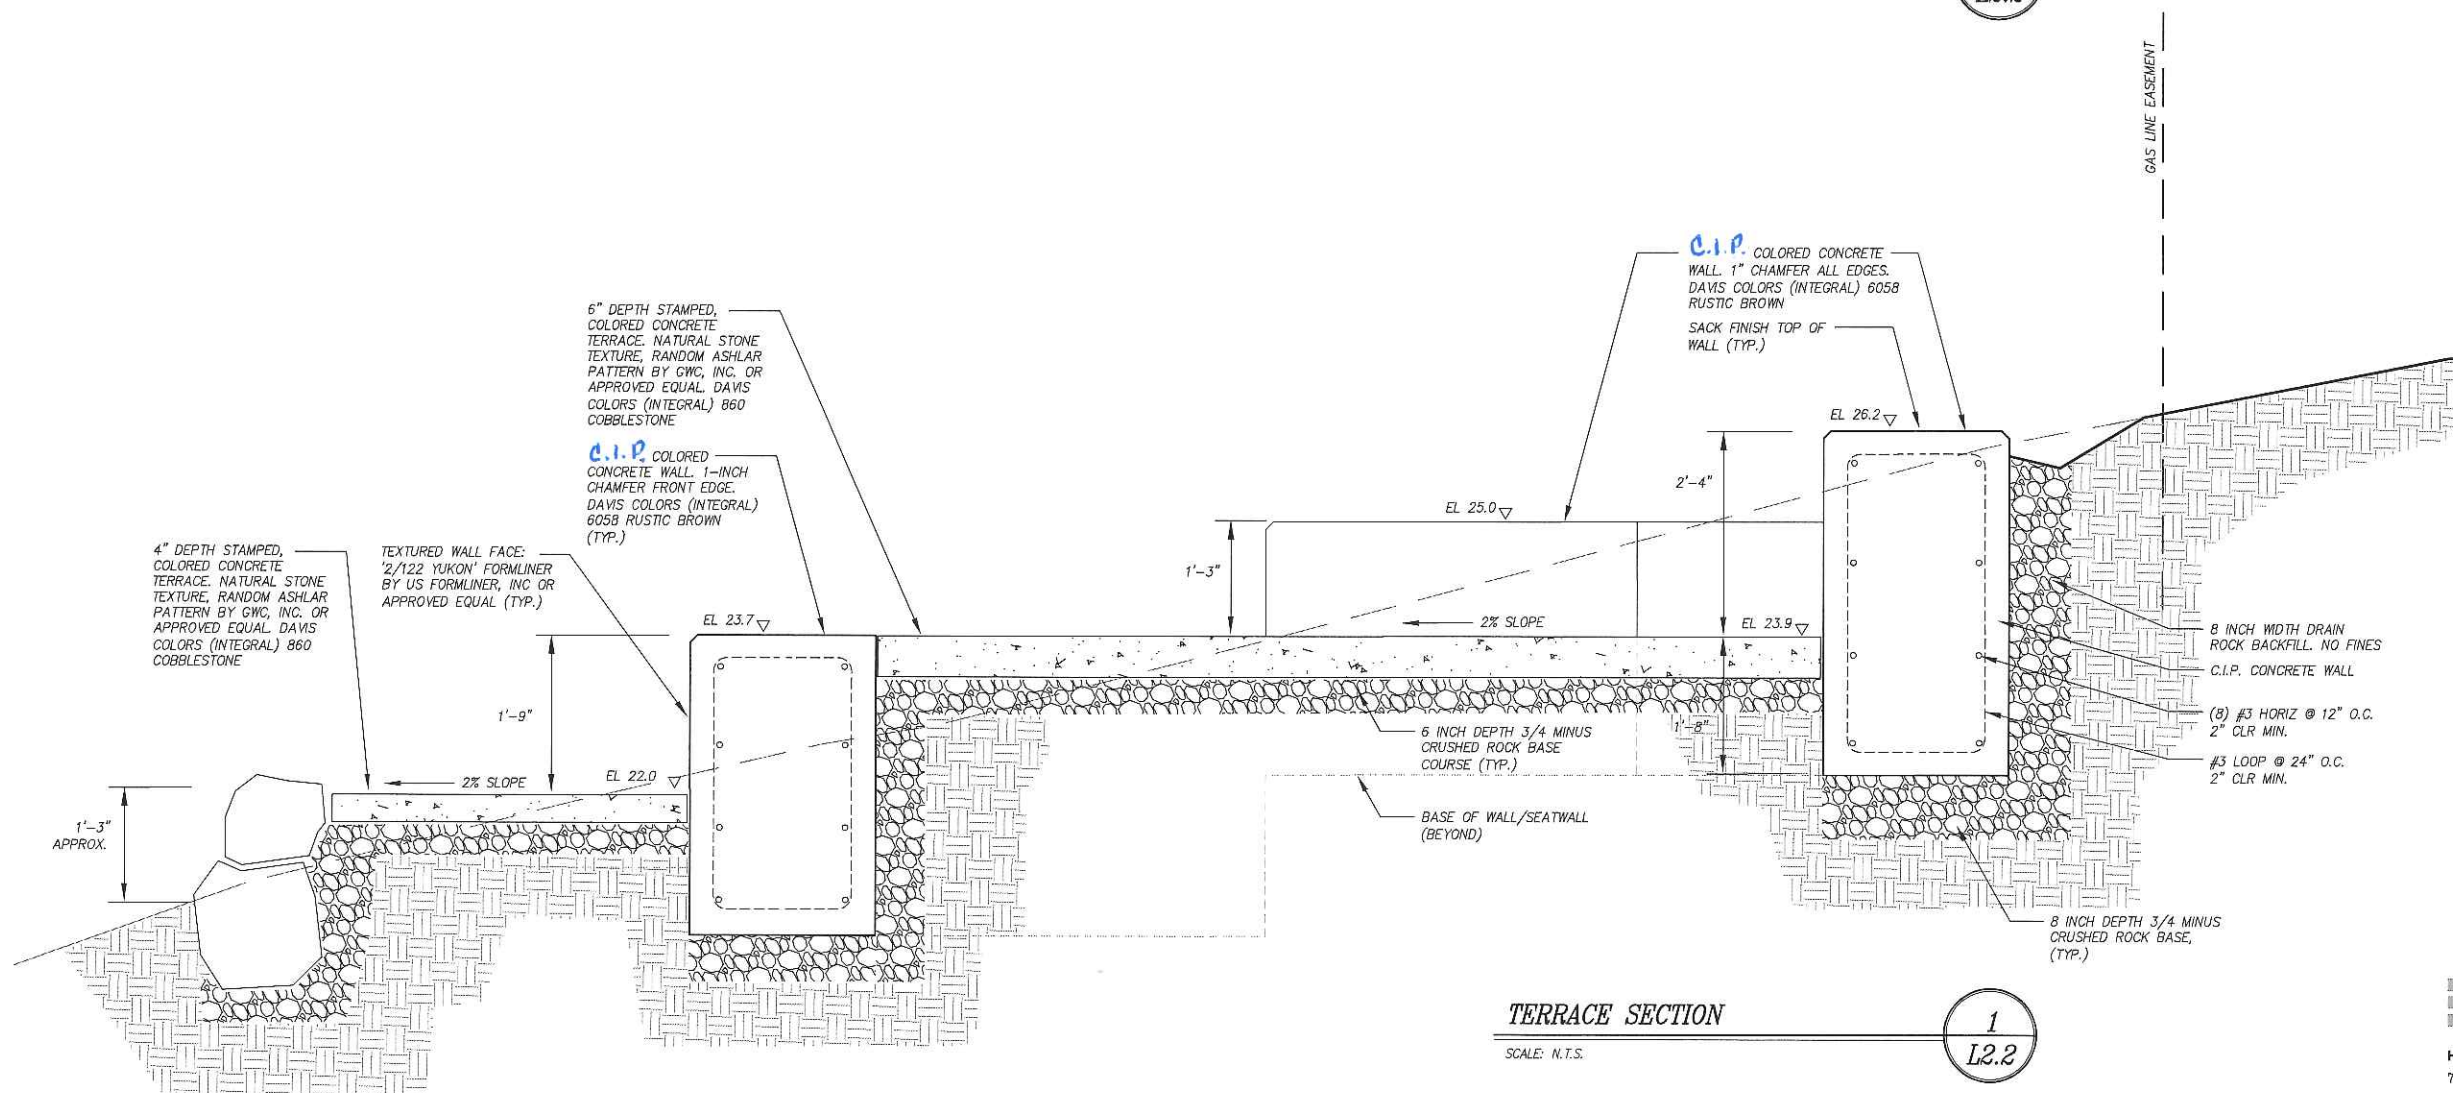 GAS LINE EASEMENT
C.I.P. COLORED CONCRETE
WALL. 1" CHAMFER ALL EDGES.
DAVIS COLORS (INTEGRAL) 6058
RUSTIC BROWN
SACK FINISH TOP OF
WALL (TYP.)
6" DEPTH STAMPED,
COLORED CONCRETE
TERRACE. NATURAL STONE
TEXTURE, RANDOM ASHLAR
PATTERN BY GWC, INC. OR
APPROVED EQUAL. DAVIS
COLORS (INTEGRAL) 860
COBBLESTONE
C.I.P. COLORED
CONCRETE WALL. 1-INCH
CHAMFER FRONT EDGE.
DAVIS COLORS (INTEGRAL)
6058 RUSTIC BROWN
(TYP.)
4" DEPTH STAMPED,
COLORED CONCRETE
TERRACE. NATURAL STONE
TEXTURE, RANDOM ASHLAR
PATTERN BY GWC, INC. OR
APPROVED EQUAL. DAVIS
COLORS (INTEGRAL) 860
COBBLESTONE
TEXTURED WALL FACE:
'2/122 YUKON' FORMLINER
BY US FORMLINER, INC OR
APPROVED EQUAL (TYP.)
EL 26.2
2'-4"
EL 25.0
1'-3"
2% SLOPE
EL 23.9
EL 23.7
1'-9"
2% SLOPE
EL 22.0
1'-3"
APPROX.
1'-8"
6 INCH DEPTH 3/4 MINUS
CRUSHED ROCK BASE
COURSE (TYP.)
BASE OF WALL/SEATWALL
(BEYOND)
8 INCH WIDTH DRAIN
ROCK BACKFILL. NO FINES
C.I.P. CONCRETE WALL
(8) #3 HORIZ @ 12" O.C.
2" CLR MIN.
#3 LOOP @ 24" O.C.
2" CLR MIN.
8 INCH DEPTH 3/4 MINUS
CRUSHED ROCK BASE,
(TYP.)
TERRACE SECTION
SCALE: N.T.S.
1
L2.2